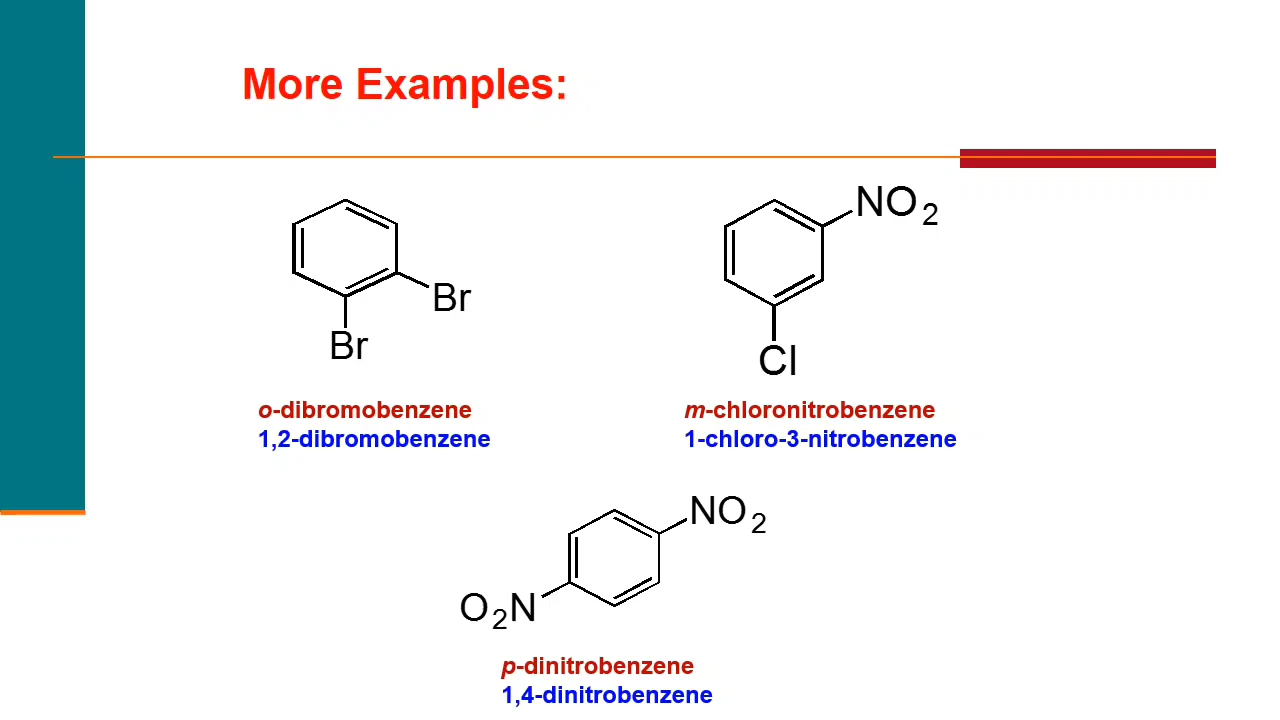 More Examples:
NO2
Br
Br
Cl
o-dibromobenzene
1,2-dibromobenzene
m-chloronitrobenzene
1-chloro-3-nitrobenzene
NO2
O2N
p-dinitrobenzene
1,4-dinitrobenzene